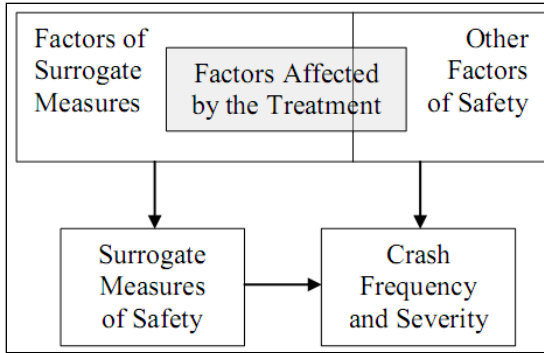 Factors of
Surrogate
Measures
Factors Affected
by the Treatment
Other
Factors
of Safety
Surrogate
Measures
of Safety
Crash
Frequency
and Severity